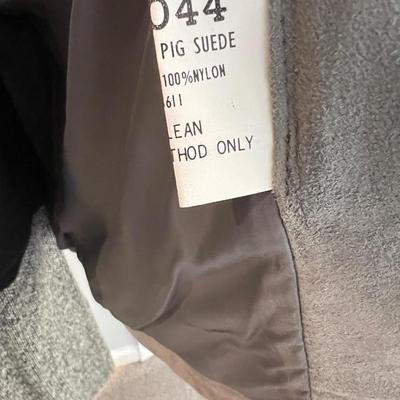 044
PIG SUEDE
100%NYLON
611
LEAN
THOD ONLY